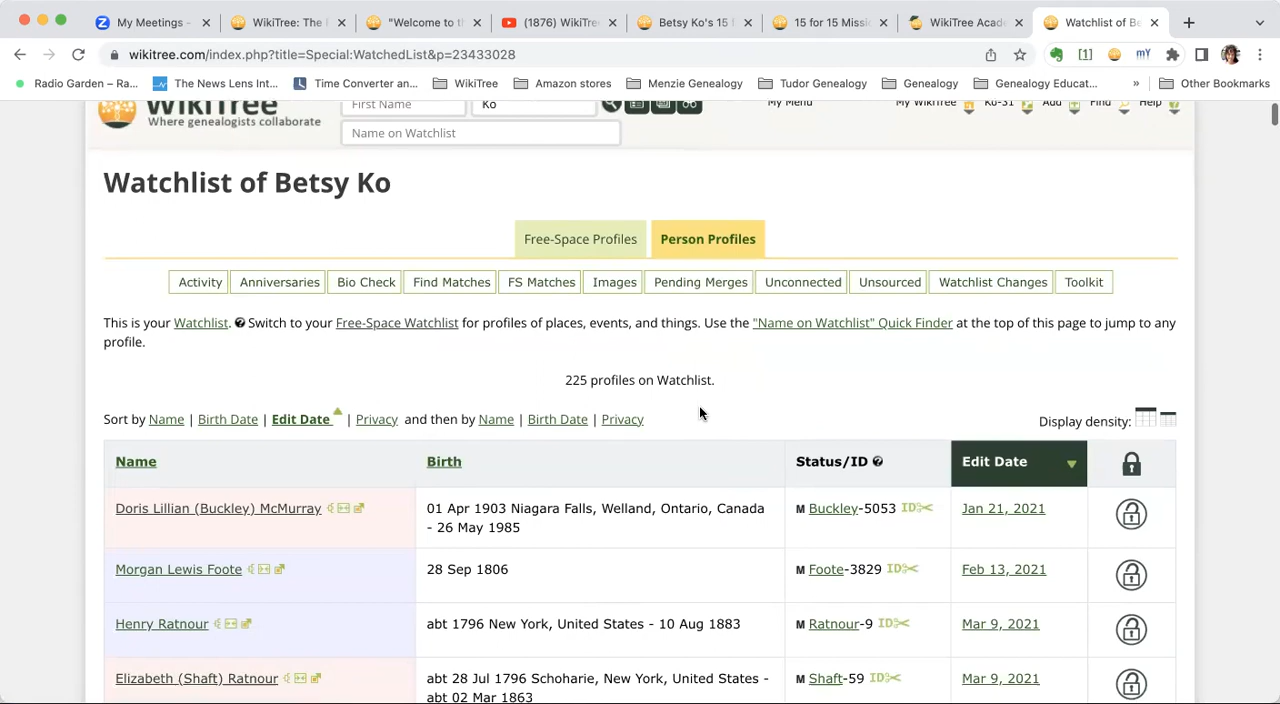 My Meetings -
WikiTree: The
"Welcome to t
(1876) WikiTre
Betsy Ko's 15
15 for 15 Missi
WikiTree Acad
Watchlist of Be
wikitree.com/index.php?title=Special:WatchedList&p=23433028
[1]
mY
Radio Garden – Ra...
The News Lens Int...
Time Converter an...
WikiTree
Amazon stores
Menzie Genealogy
Tudor Genealogy
Genealogy
Genealogy Educat...
»
Other Bookmarks
WikiTree
Where genealogists collaborate
First Name
Ko
My Menu
My WikiTree
Ko-31
Add
Find
Help
Name on Watchlist
Watchlist of Betsy Ko
Free-Space Profiles
Person Profiles
Activity
Anniversaries
Bio Check
Find Matches
FS Matches
Images
Pending Merges
Unconnected
Unsourced
Watchlist Changes
Toolkit
This is your Watchlist. Switch to your Free-Space Watchlist for profiles of places, events, and things. Use the "Name on Watchlist" Quick Finder at the top of this page to jump to any
profile.
225 profiles on Watchlist.
Sort by Name | Birth Date | Edit Date | Privacy and then by Name | Birth Date | Privacy
Display density:
Name
Birth
Status/ID
Edit Date
Doris Lillian (Buckley) McMurray
01 Apr 1903 Niagara Falls, Welland, Ontario, Canada
- 26 May 1985
M Buckley-5053 ID
Jan 21, 2021
Morgan Lewis Foote
28 Sep 1806
M Foote-3829 ID
Feb 13, 2021
Henry Ratnour
abt 1796 New York, United States - 10 Aug 1883
M Ratnour-9 ID
Mar 9, 2021
Elizabeth (Shaft) Ratnour
abt 28 Jul 1796 Schoharie, New York, United States -
abt 02 Mar 1863
M Shaft-59 ID
Mar 9, 2021